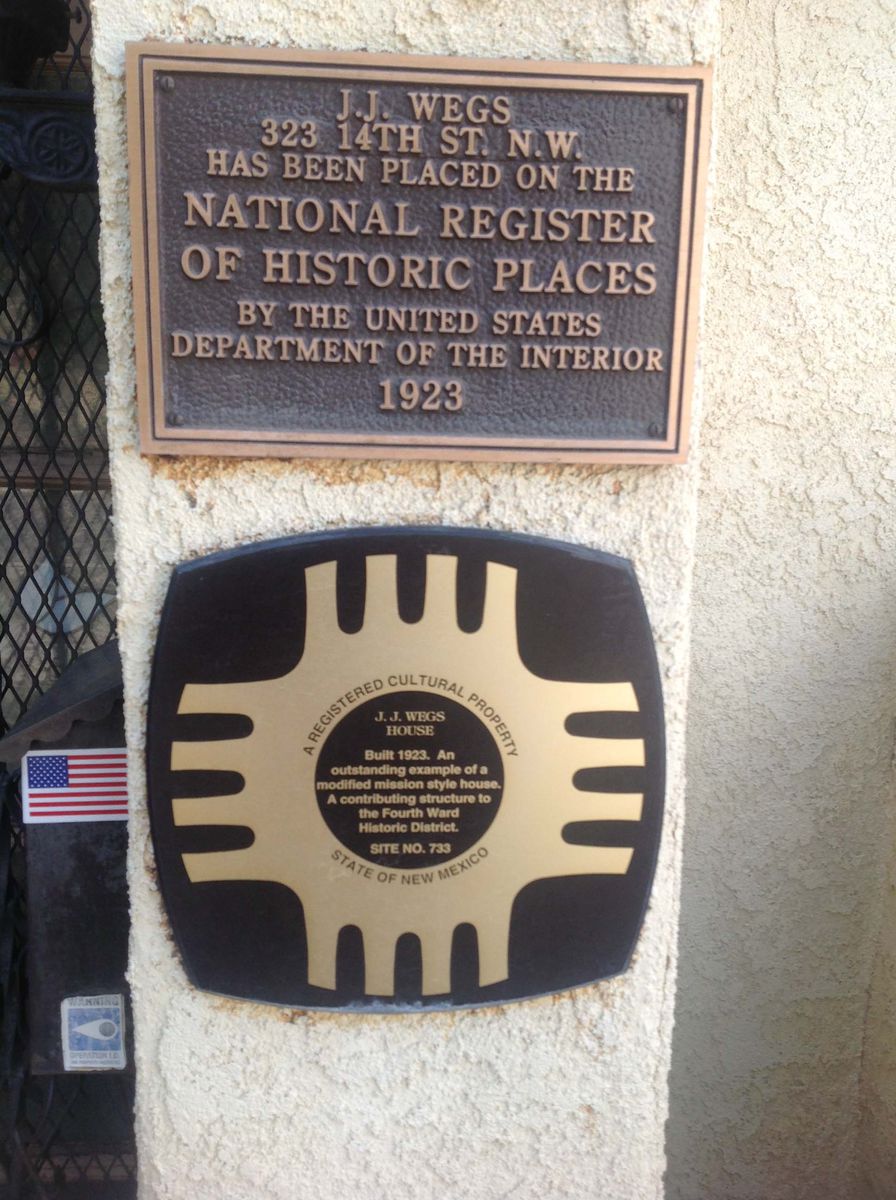 J.J. WEGS
323 14TH ST. N.W.
HAS BEEN PLACED ON THE
NATIONAL REGISTER
OF HISTORIC PLACES
BY THE UNITED STATES
DEPARTMENT OF THE INTERIOR
1923
A REGISTERED CULTURAL PROPERTY
J. J. WEGS
HOUSE
Built 1923. An
outstanding example of a
modified mission style house.
A contributing structure to
the Fourth Ward
Historic District.
SITE NO. 733
STATE OF NEW MEXICO
WARNING
OPERATION I.D.